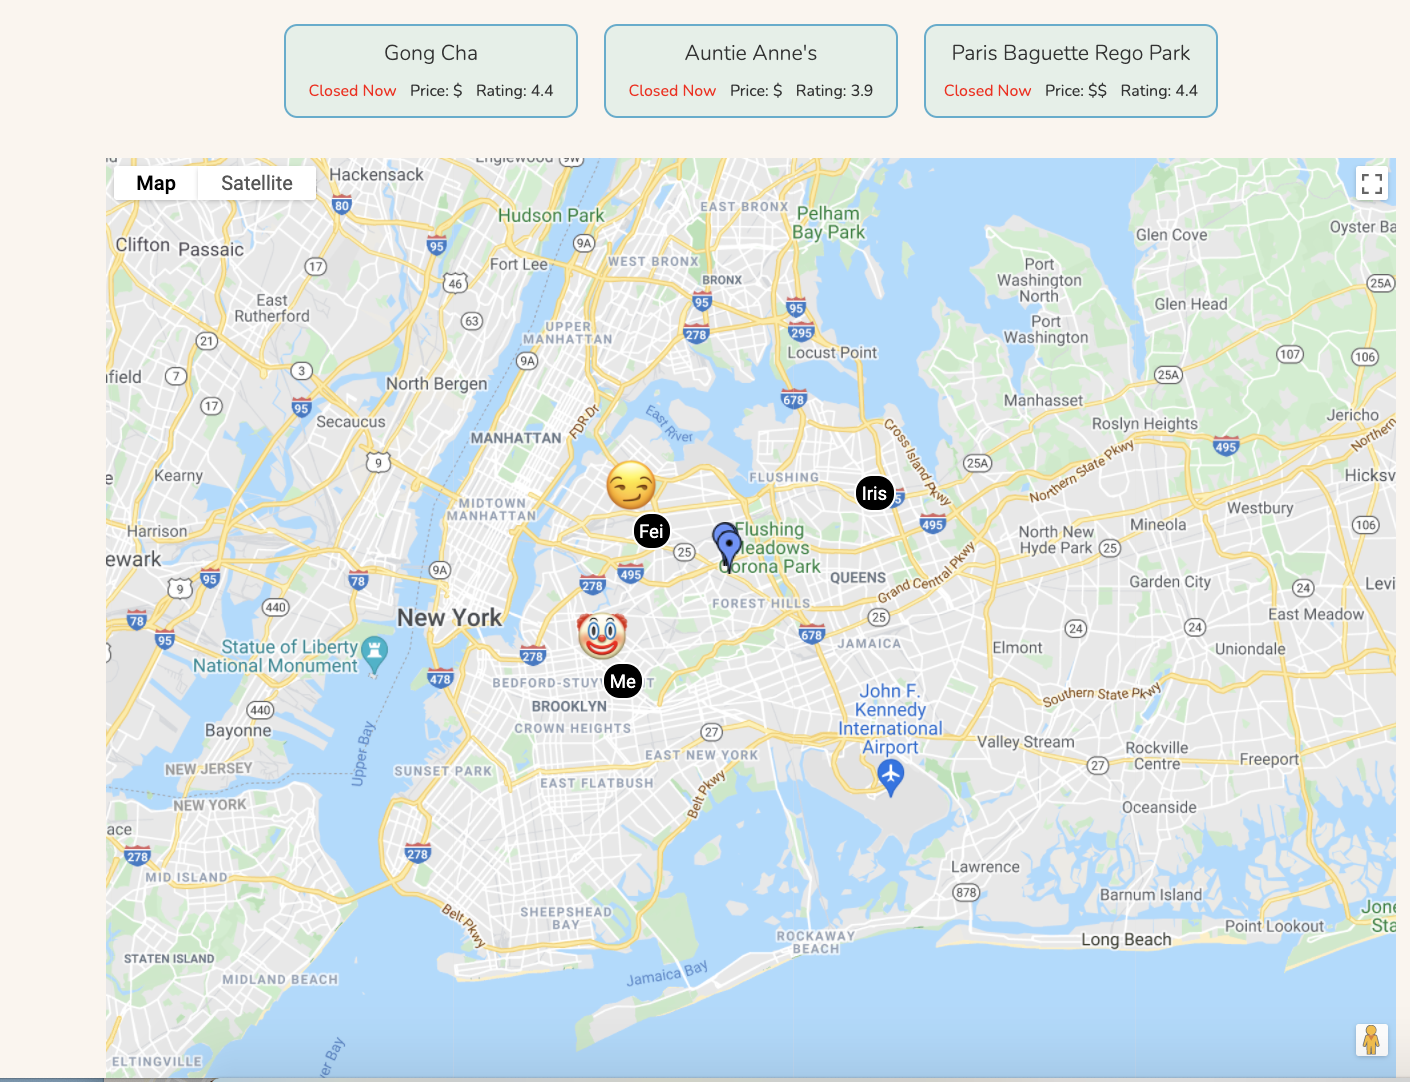 Gong Cha
Closed Now Price: $ Rating: 4.4
Auntie Anne's
Closed Now Price: $ Rating: 3.9
Paris Baguette Rego Park
Closed Now Price: $$ Rating: 4.4
Map Satellite
9W
Hackensack
80
EAST BRONX
Hudson Park
Pelham
Bay Park
Oyster Ba
Glen Cove
Clifton
Passaic
95
9A
17
Fort Lee
WEST BRONX
BRONX
46
Port
Washington
North
25A
East
Rutherford
95
95
Glen Head
63
UPPER
MANHATTAN
278
295
Port
Washington
21
9A
Locust Point
107
106
3
7
North Bergen
25A
17
95
678
Manhasset
Secaucus
FDR Dr
East River
Roslyn Heights
Jericho
MANHATTAN
Cross Island Pkwy
495
Northern
9
25A
Northern State Pkwy
Kearny
FLUSHING
Hicksv
Iris
MIDTOWN
MANHATTAN
Westbury
Harrison
Fei
Flushing
Meadows
Corona Park
495
Mineola
106
25
North New
Hyde Park
25
ewark
9A
495
QUEENS
Grand Central Pkwy
95
78
278
Garden City
Levi
9
24
440
New York
FOREST HILLS
25
East Meadow
78
95
678
24
24
JAMAICA
Statue of Liberty
National Monument
278
Elmont
Uniondale
478
BEDFORD-STUY
T
Me
John F.
Kennedy
International
Airport
Southern State Pkwy
BROOKLYN
440
Bayonne
CROWN HEIGHTS
27
Upper Bay
EAST NEW YORK
Valley Stream
Rockville
Centre
Freeport
NEW JERSEY
SUNSET PARK
27
NEW YORK
EAST FLATBUSH
Belt Pkwy
Oceanside
ace
278
278
MID ISLAND
Lawrence
878
Barnum Island
Belt Pkwy
SHEEPSHEAD
BAY
Jone
Sta
Point Lookout
ROCKAWAY
BEACH
Long Beach
STATEN ISLAND
MIDLAND BEACH
Jamaica Bay
ELTINGVILLE
er Bay